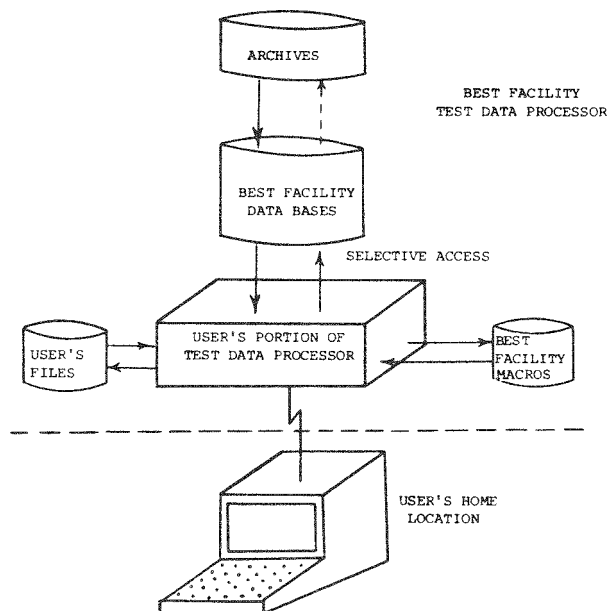 ARCHIVES
BEST FACILITY
TEST DATA PROCESSOR
BEST FACILITY
DATA BASES
SELECTIVE ACCESS
USER'S PORTION OF
TEST DATA PROCESSOR
USER'S
FILES
BEST
FACILITY
MACROS
USER'S HOME
LOCATION